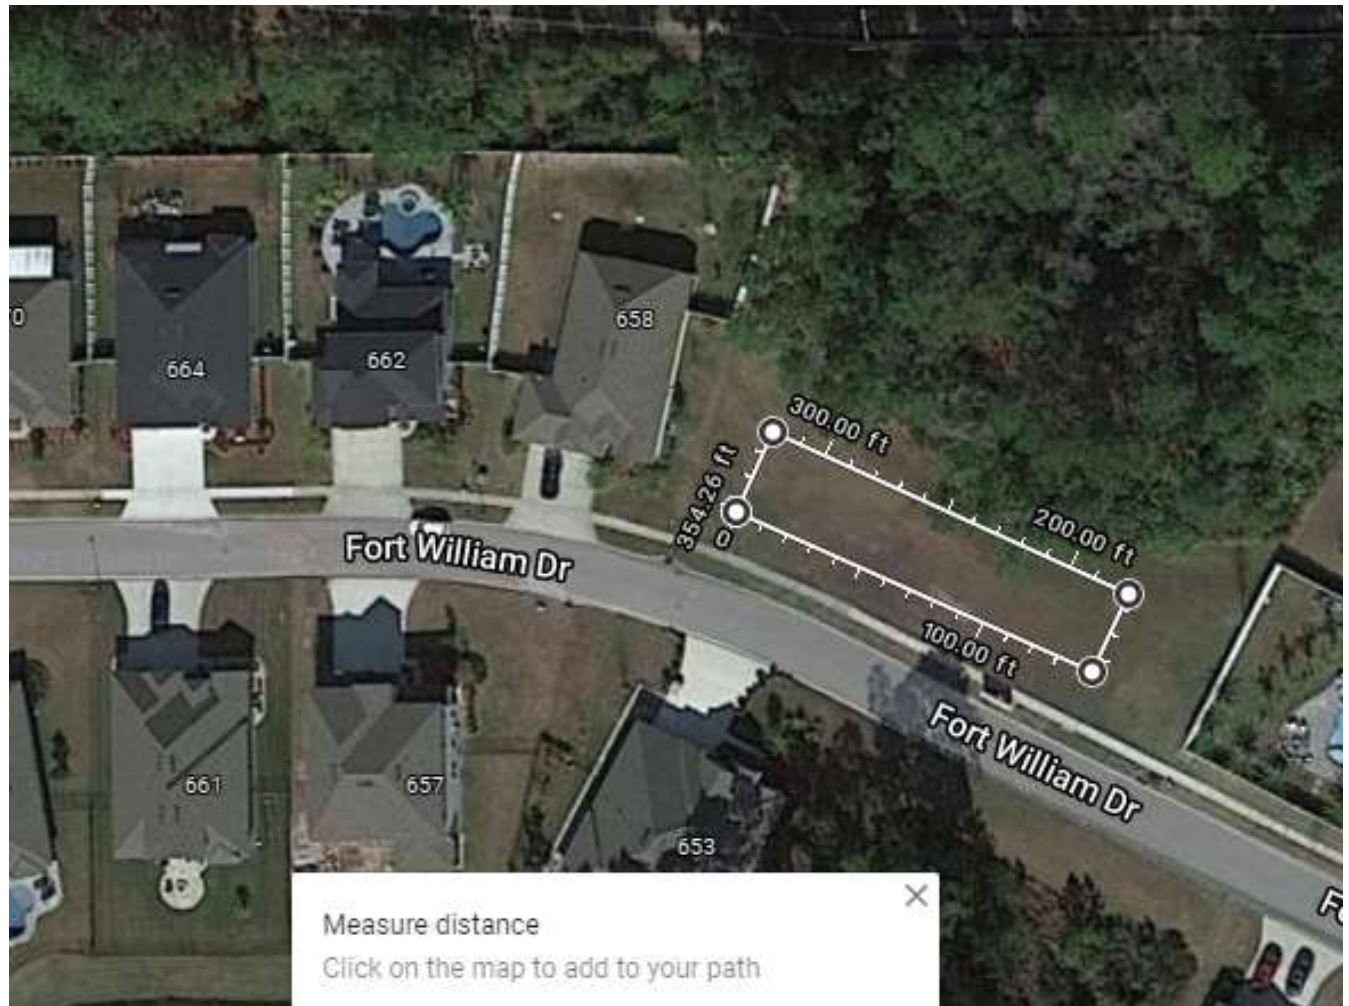 300.00 ft
354.26 ft
0
200.00 ft
100.00 ft
70
664
662
658
Fort William Dr
Fort William Dr
661
657
653
Measure distance
Click on the map to add to your path